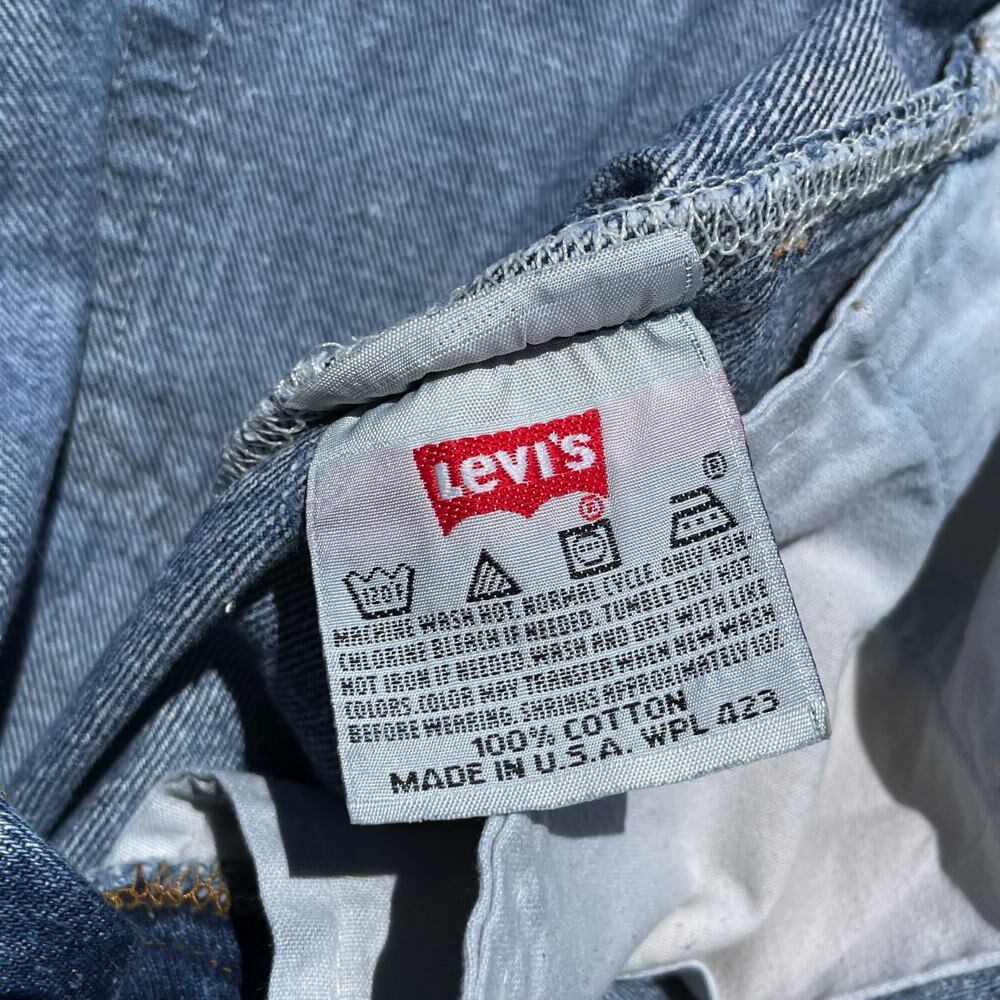 LEVI'S
®
®
120F
MACHINE WASH HOT, NORMAL CYCLE. ONLY NON-
CHLORINE BLEACH IF NEEDED. TUMBLE DRY HOT.
HOT IRON IF NEEDED. WASH AND DRY WITH LIKE
COLORS. COLOR MAY TRANSFER WHEN NEW. WASH
BEFORE WEARING. SHRINKS APPROXIMATELY 10%
100% COTTON
MADE IN U.S.A. WPL 423